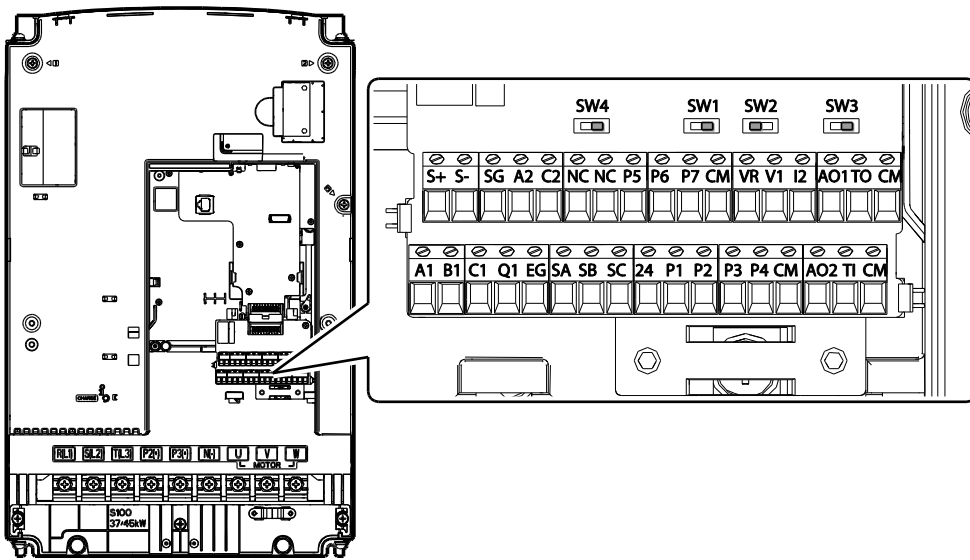 SW4 SW1 SW2 SW3
S+ S- SG A2 C2 NC NC P5 P6 P7 CM VR V1 I2 AO1 TO CM
A1 B1 C1 Q1 EG SA SB SC 24 P1 P2 P3 P4 CM AO2 TI CM
CHARGE
R(L1) S(L2) T(L3) P2(+) P3(+) N(-) U V W
MOTOR
S100
37~45kW